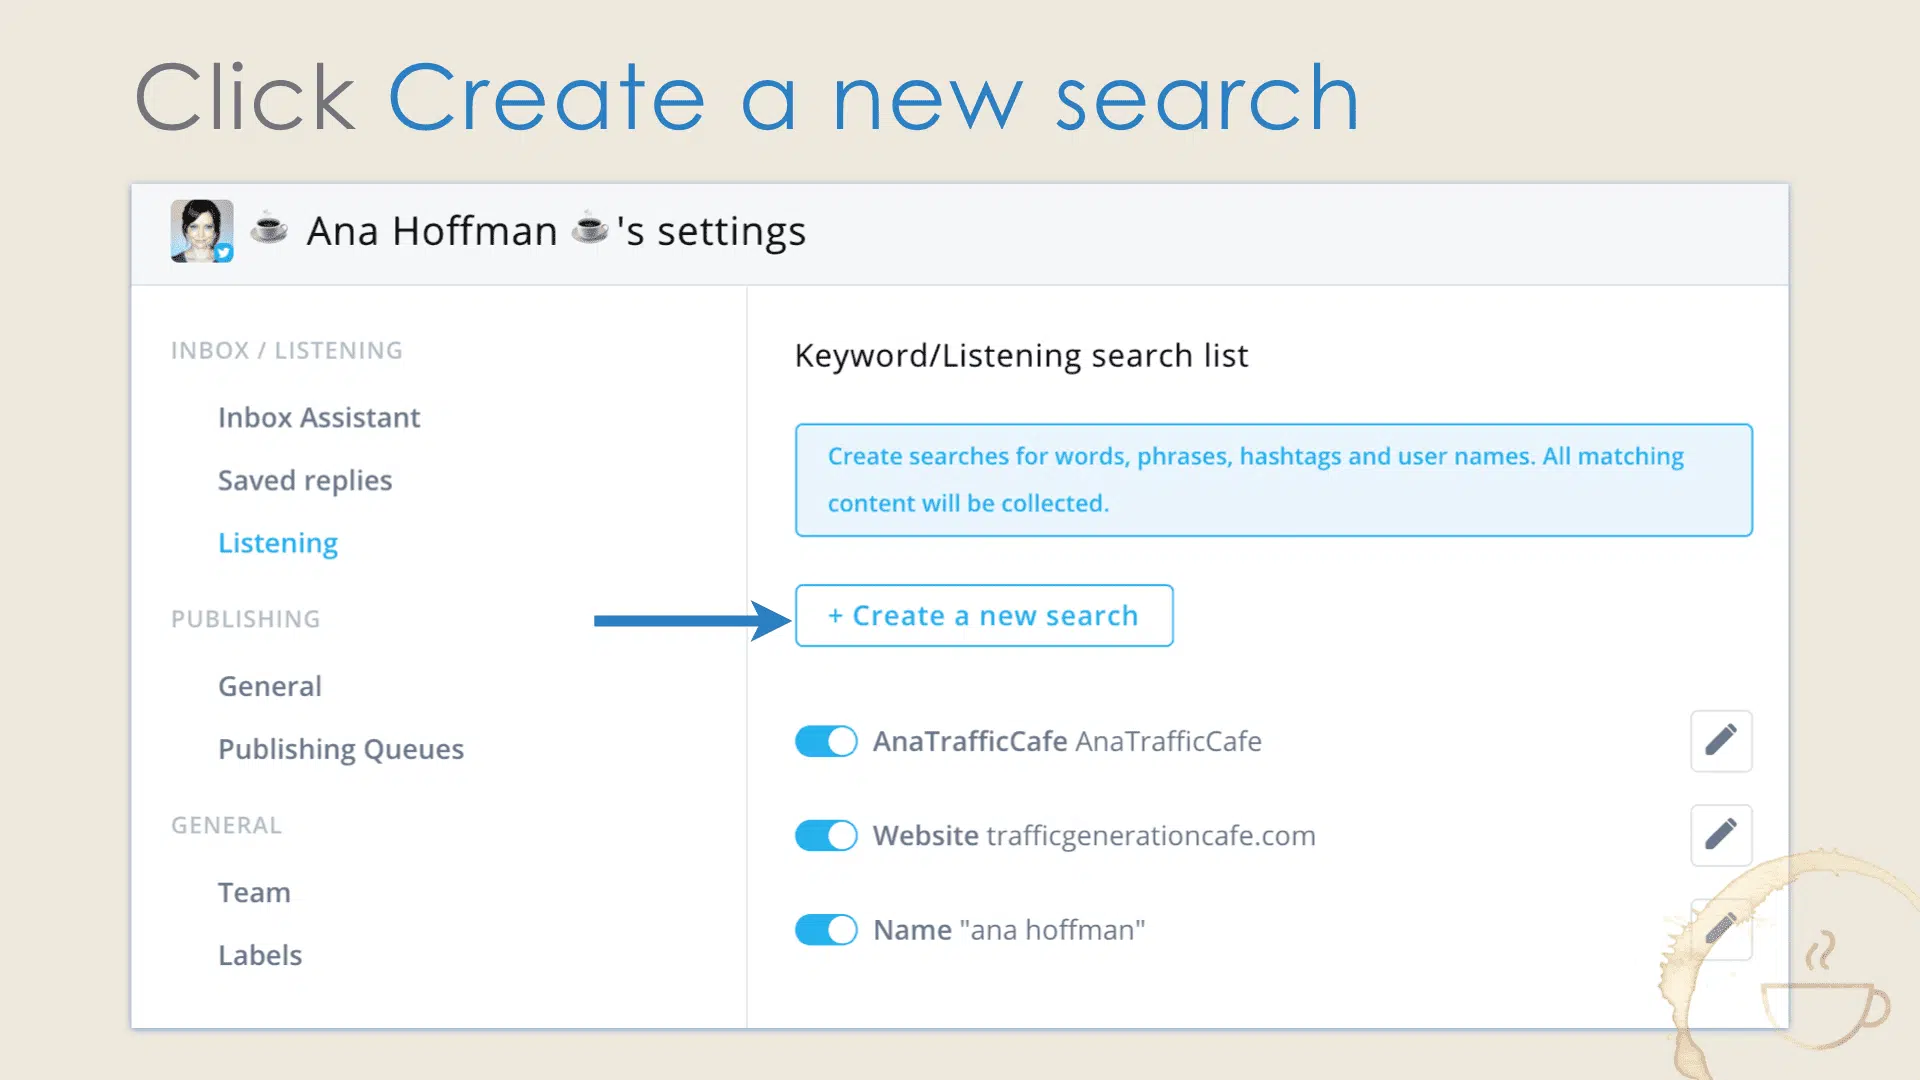 Click Create a new search
☕ Ana Hoffman ☕'s settings
INBOX / LISTENING
Inbox Assistant
Saved replies
Listening
PUBLISHING
General
Publishing Queues
GENERAL
Team
Labels
Keyword/Listening search list
Create searches for words, phrases, hashtags and user names. All matching
content will be collected.
+ Create a new search
AnaTrafficCafe AnaTrafficCafe
Website trafficgenerationcafe.com
Name "ana hoffman"